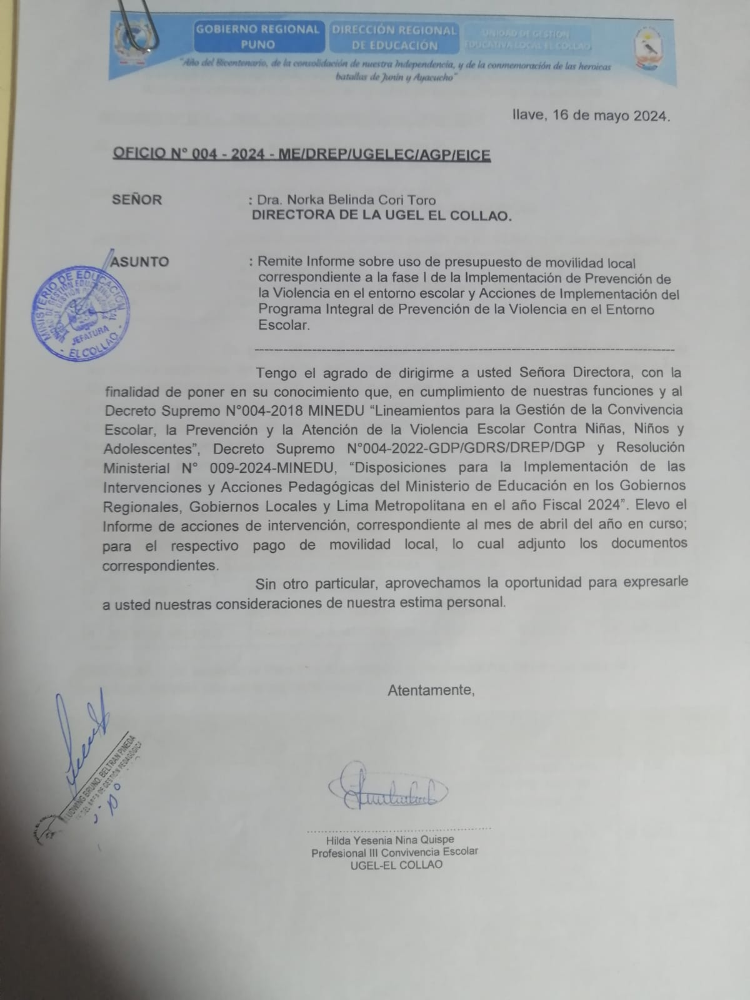 GOBIERNO REGIONAL
PUNO
DIRECCIÓN REGIONAL
DE EDUCACIÓN
UNIDAD DE GESTIÓN
EDUCATIVA LOCAL EL COLLAO
"Año del Bicentenario, de la consolidación de nuestra Independencia, y de la conmemoración de las heroicas
batallas de Junín y Ayacucho"
Ilave, 16 de mayo 2024.
OFICIO N° 004 - 2024 - ME/DREP/UGELEC/AGP/EICE
SEÑOR : Dra. Norka Belinda Cori Toro
DIRECTORA DE LA UGEL EL COLLAO.
ASUNTO : Remite Informe sobre uso de presupuesto de movilidad local
correspondiente a la fase I de la Implementación de Prevención de
la Violencia en el entorno escolar y Acciones de Implementación del
Programa Integral de Prevención de la Violencia en el Entorno
Escolar.
MINISTERIO DE EDUCACIÓN
JEFATURA
- EL COLLAO -
Tengo el agrado de dirigirme a usted Señora Directora, con la
finalidad de poner en su conocimiento que, en cumplimiento de nuestras funciones y al
Decreto Supremo N°004-2018 MINEDU “Lineamientos para la Gestión de la Convivencia
Escolar, la Prevención y la Atención de la Violencia Escolar Contra Niñas, Niños y
Adolescentes”, Decreto Supremo N°004-2022-GDP/GDRS/DREP/DGP y Resolución
Ministerial N° 009-2024-MINEDU, “Disposiciones para la Implementación de las
Intervenciones y Acciones Pedagógicas del Ministerio de Educación en los Gobiernos
Regionales, Gobiernos Locales y Lima Metropolitana en el año Fiscal 2024”. Elevo el
Informe de acciones de intervención, correspondiente al mes de abril del año en curso;
para el respectivo pago de movilidad local, lo cual adjunto los documentos
correspondientes.
Sin otro particular, aprovechamos la oportunidad para expresarle
a usted nuestras consideraciones de nuestra estima personal.
Atentamente,
LUDWING BRUNO. BELTRAN PINEDA
DEL AREA DE GESTIÓN PEDAGÓGICA
Hilda Yesenia Nina Quispe
Profesional III Convivencia Escolar
UGEL-EL COLLAO